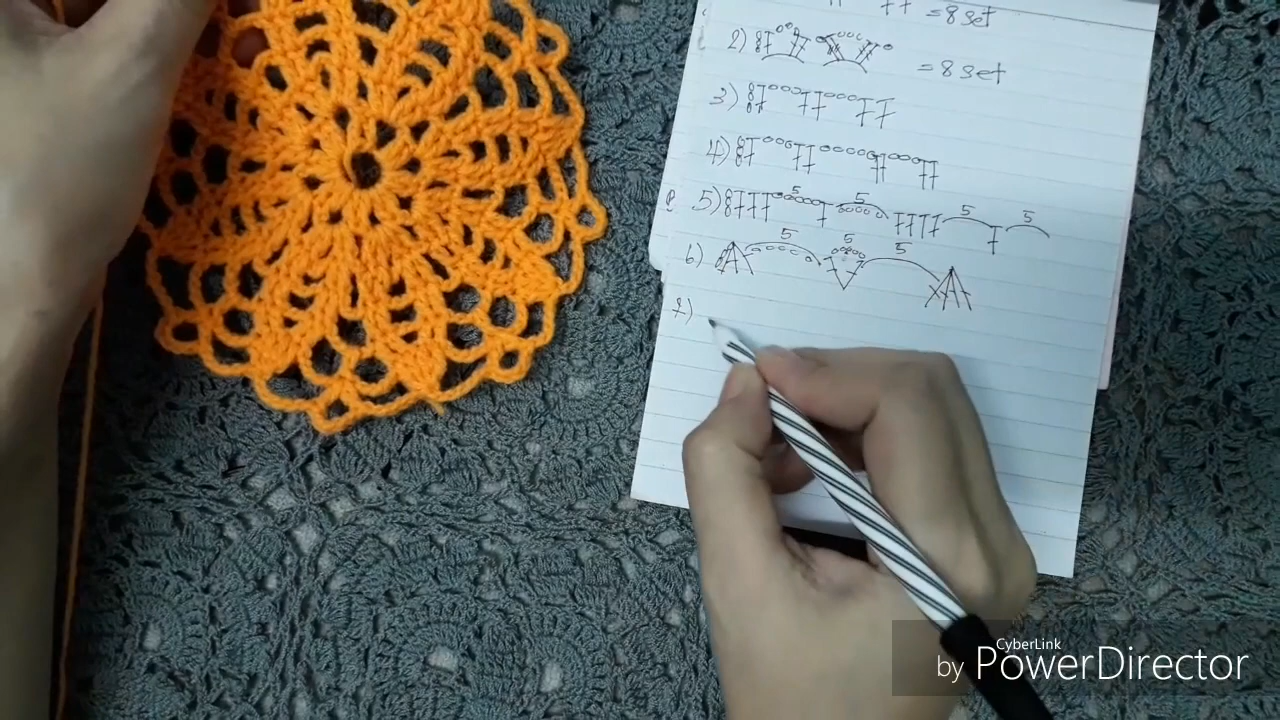 = 8 set
2)
= 8 set
3)
4)
5) 5 5 5 5
6) 5 5 5
CyberLink
by PowerDirector